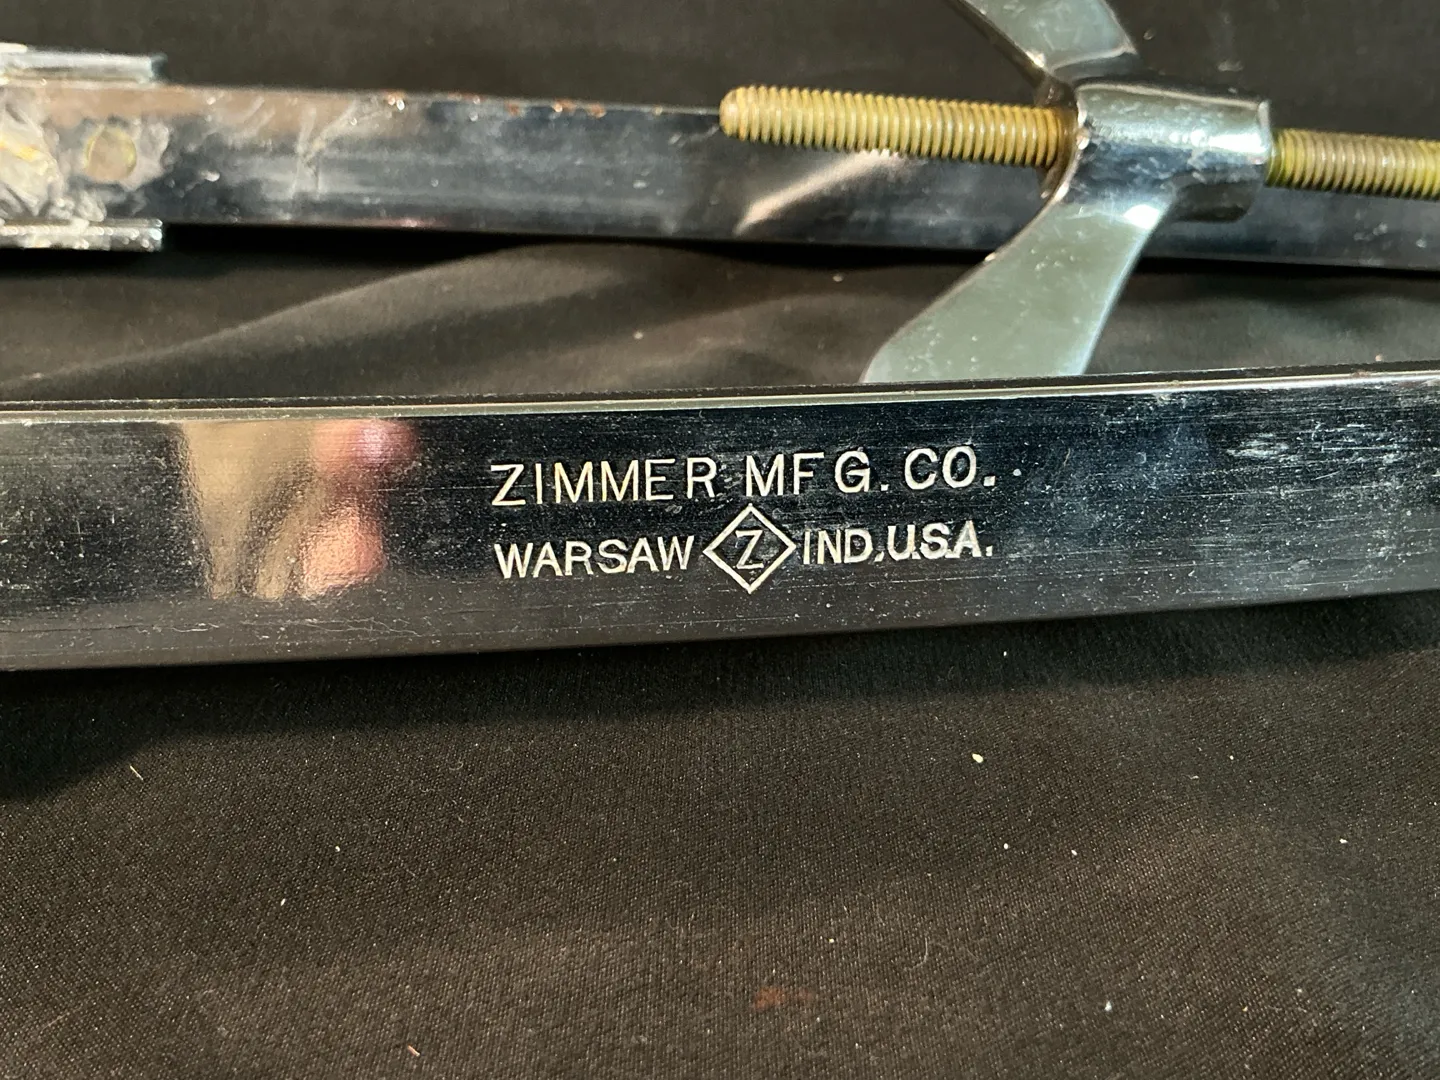 ZIMMER MFG. CO.
WARSAW Z IND.U.S.A.